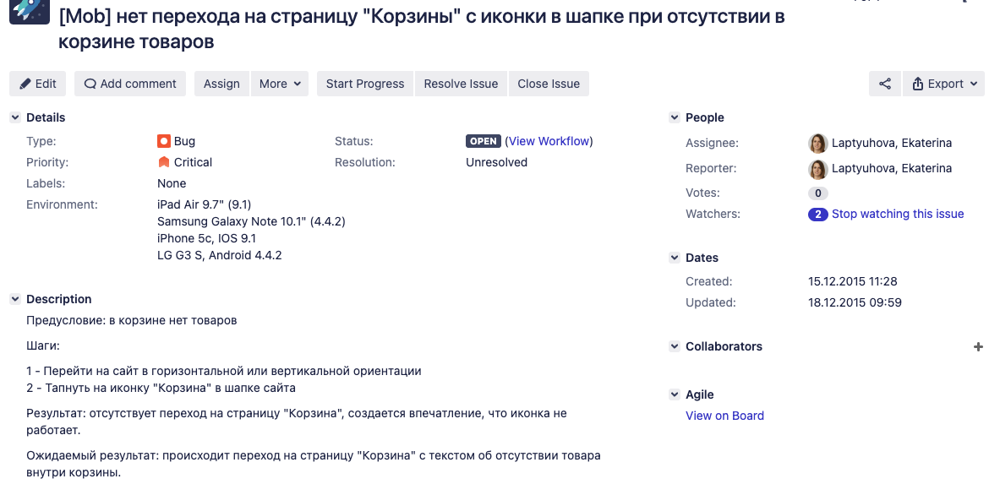 [Mob] нет перехода на страницу "Корзины" с иконки в шапке при отсутствии в
корзине товаров
Edit Add comment Assign More Start Progress Resolve Issue Close Issue Export
Details
Type: Bug Status: OPEN (View Workflow)
Priority: Critical Resolution: Unresolved
Labels: None
Environment: iPad Air 9.7" (9.1)
Samsung Galaxy Note 10.1" (4.4.2)
iPhone 5c, IOS 9.1
LG G3 S, Android 4.4.2
Description
Предусловие: в корзине нет товаров
Шаги:
1 - Перейти на сайт в горизонтальной или вертикальной ориентации
2 - Тапнуть на иконку "Корзина" в шапке сайта
Результат: отсутствует переход на страницу "Корзина", создается впечатление, что иконка не
работает.
Ожидаемый результат: происходит переход на страницу "Корзина" с текстом об отсутствии товара
внутри корзины.
People
Assignee: Laptyuhova, Ekaterina
Reporter: Laptyuhova, Ekaterina
Votes: 0
Watchers: 2 Stop watching this issue
Dates
Created: 15.12.2015 11:28
Updated: 18.12.2015 09:59
Collaborators
Agile
View on Board